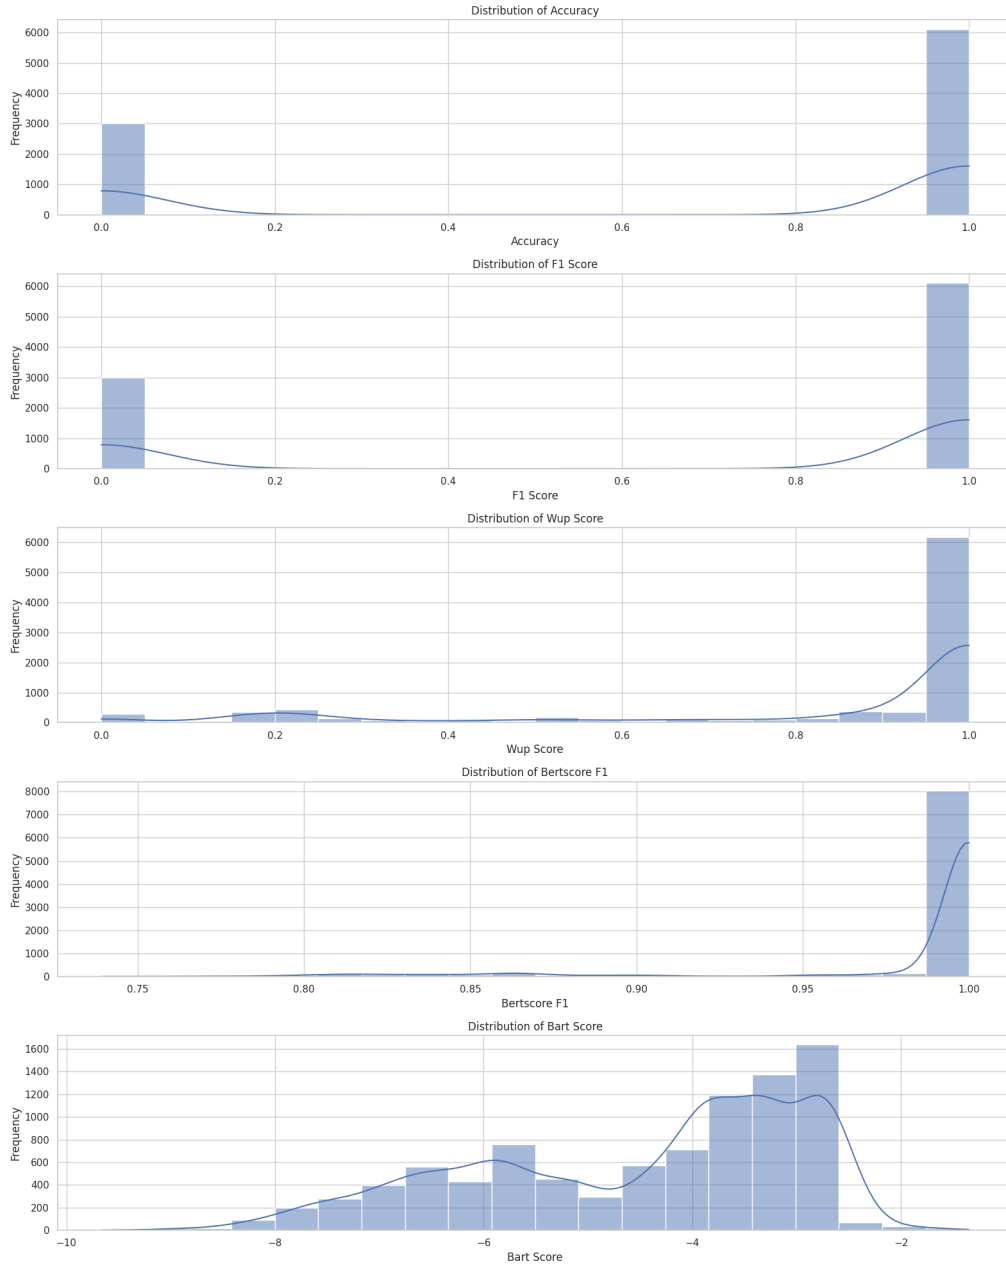 Distribution of Accuracy
6000
5000
4000
3000
2000
1000
0
Frequency
0.0 0.2 0.4 0.6 0.8 1.0
Accuracy
Distribution of F1 Score
6000
5000
4000
3000
2000
1000
0
Frequency
0.0 0.2 0.4 0.6 0.8 1.0
F1 Score
Distribution of Wup Score
6000
5000
4000
3000
2000
1000
0
Frequency
0.0 0.2 0.4 0.6 0.8 1.0
Wup Score
Distribution of Bertscore F1
8000
7000
6000
5000
4000
3000
2000
1000
0
Frequency
0.75 0.80 0.85 0.90 0.95 1.00
Bertscore F1
Distribution of Bart Score
1600
1400
1200
1000
800
600
400
200
0
Frequency
−10 −8 −6 −4 −2
Bart Score